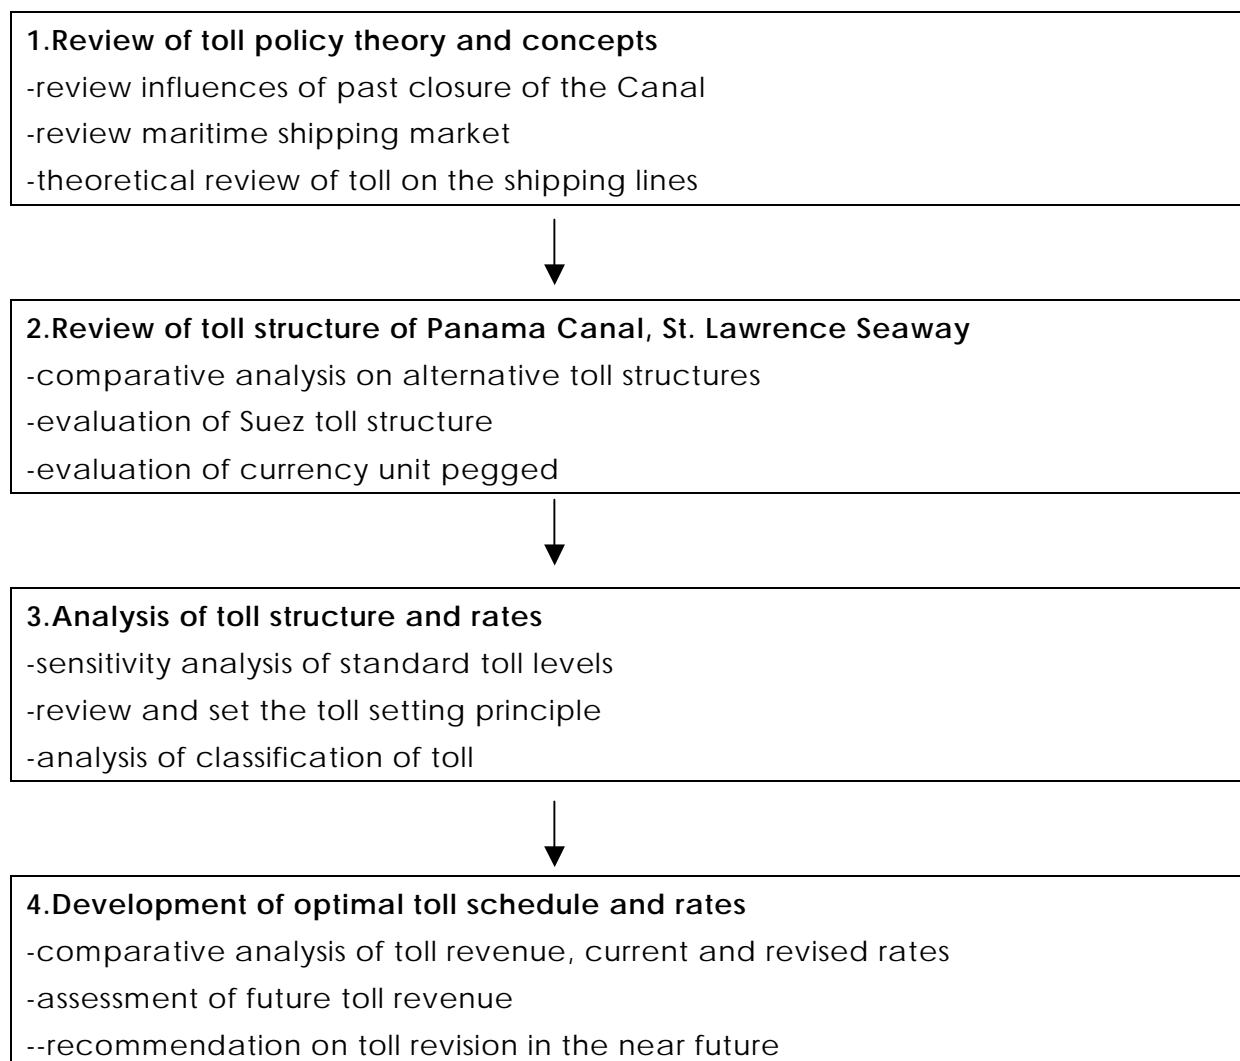 1.Review of toll policy theory and concepts
-review influences of past closure of the Canal
-review maritime shipping market
-theoretical review of toll on the shipping lines
2.Review of toll structure of Panama Canal, St. Lawrence Seaway
-comparative analysis on alternative toll structures
-evaluation of Suez toll structure
-evaluation of currency unit pegged
3.Analysis of toll structure and rates
-sensitivity analysis of standard toll levels
-review and set the toll setting principle
-analysis of classification of toll
4.Development of optimal toll schedule and rates
-comparative analysis of toll revenue, current and revised rates
-assessment of future toll revenue
--recommendation on toll revision in the near future